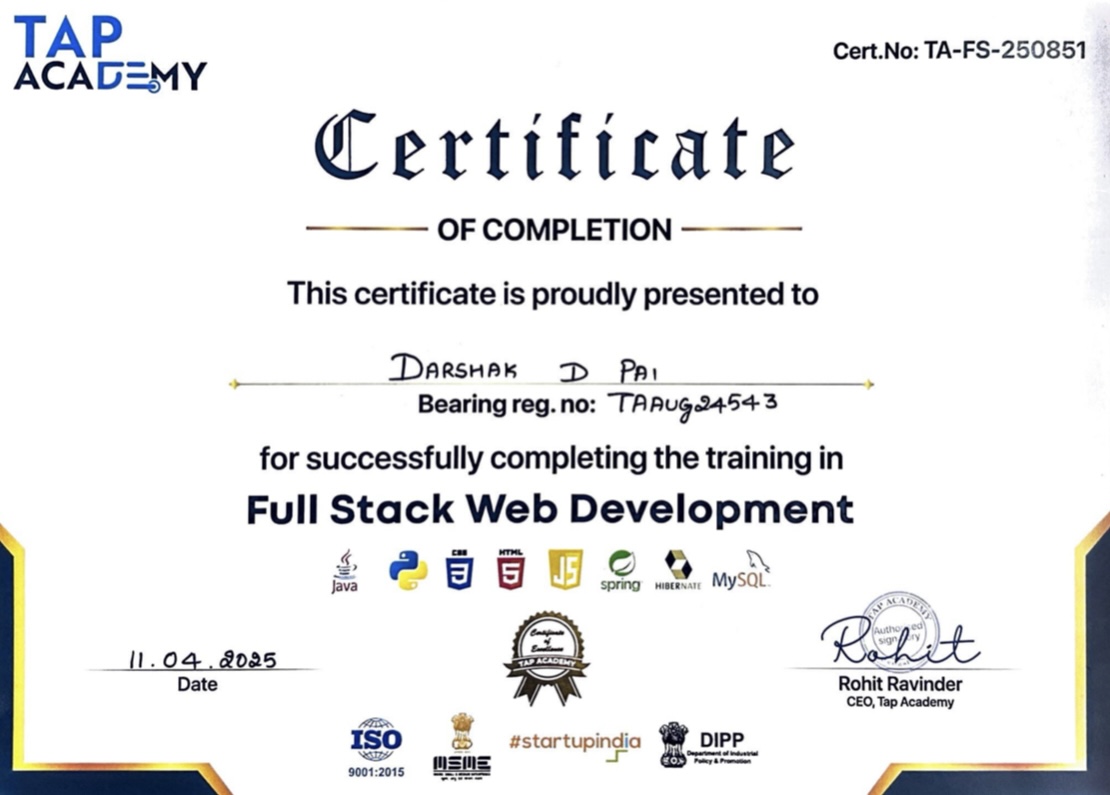 TAP
ACADEMY
Cert.No: TA-FS-250851
Certificate
OF COMPLETION
This certificate is proudly presented to
DARSHAK D PAI
Bearing reg. no: TAAUG24543
for successfully completing the training in
Full Stack Web Development
Java
CSS
3
HTML
5
JS
spring
HIBERNATE
MySQL
Certificate
of
Excellence
TAP ACADEMY
11.04.2025
Date
TAP ACADEMY
Authorised
signatory
Rohit
Rohit Ravinder
CEO, Tap Academy
ISO
9001:2015
MSME
#startupindia
DIPP
Department of Industrial
Policy & Promotion